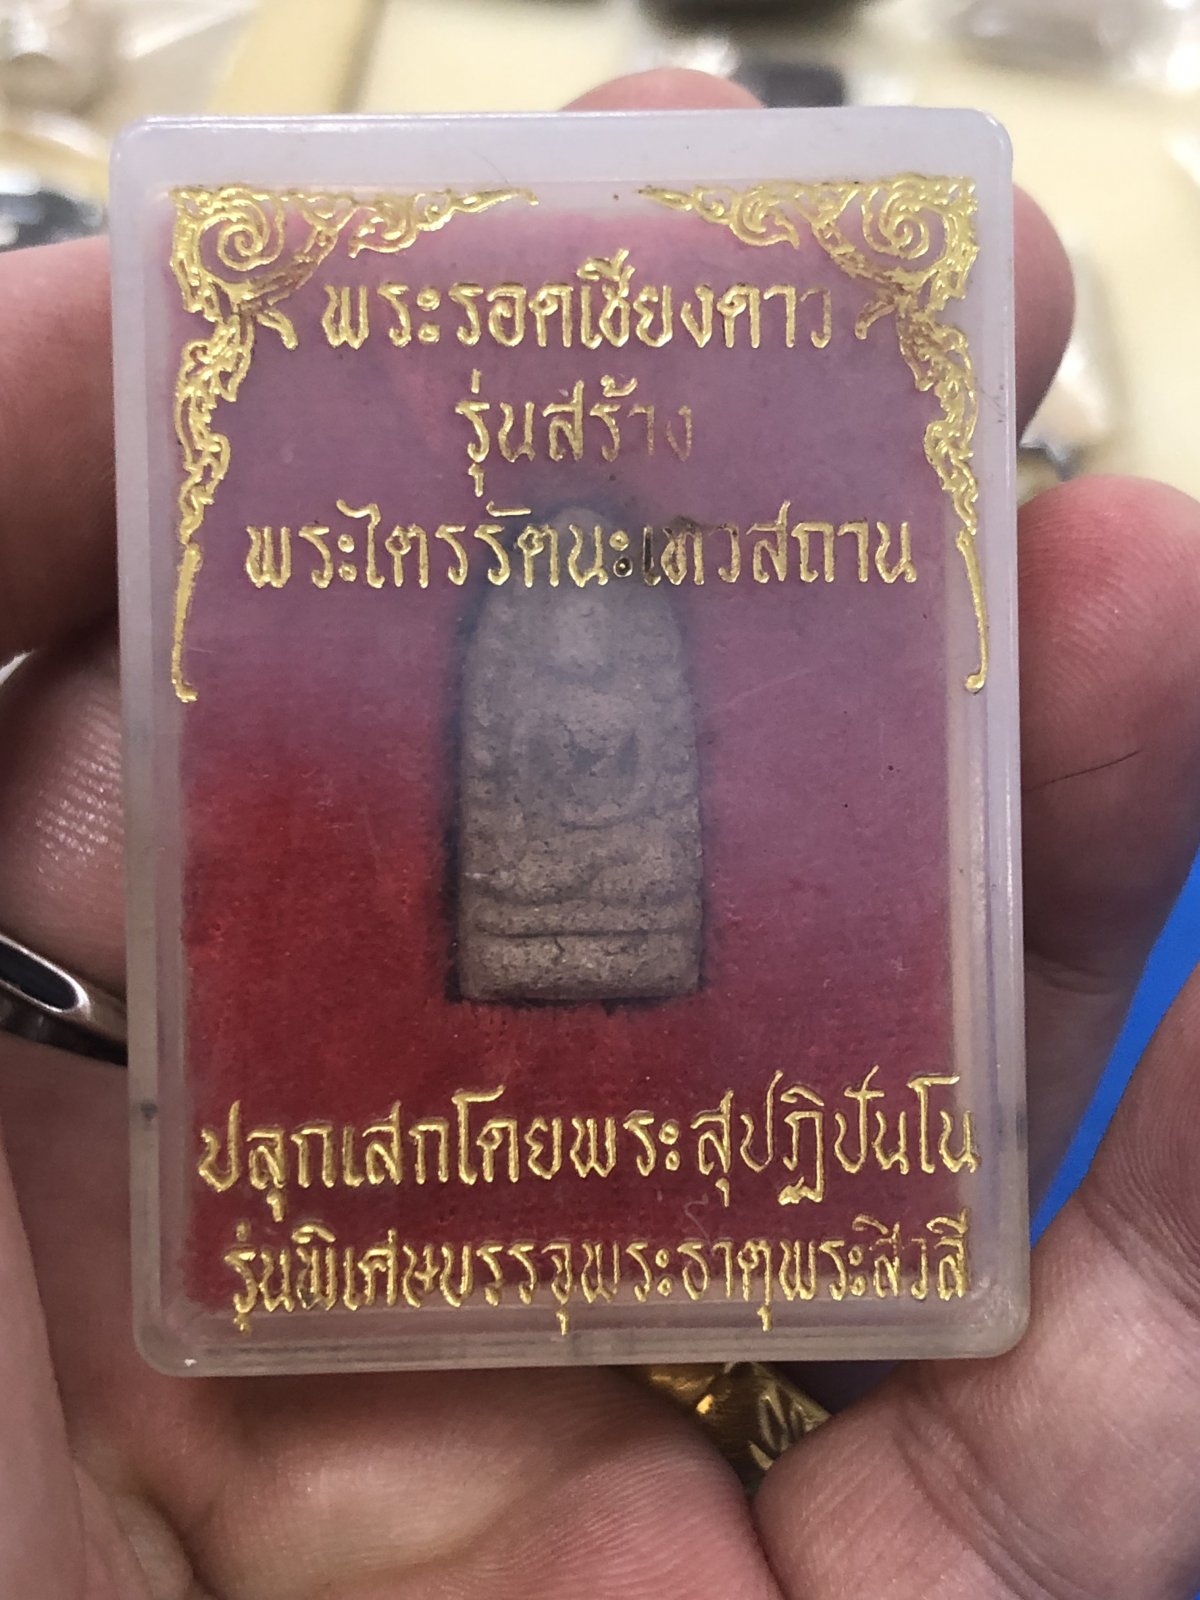 พระรอดเชียงดาว
รุ่นสร้าง
พระไตรรัตนะเทวสถาน
ปลุกเสกโดยพระสุปฏิปันโน
รุ่นพิเศษบรรจุพระธาตุพระสิวลี